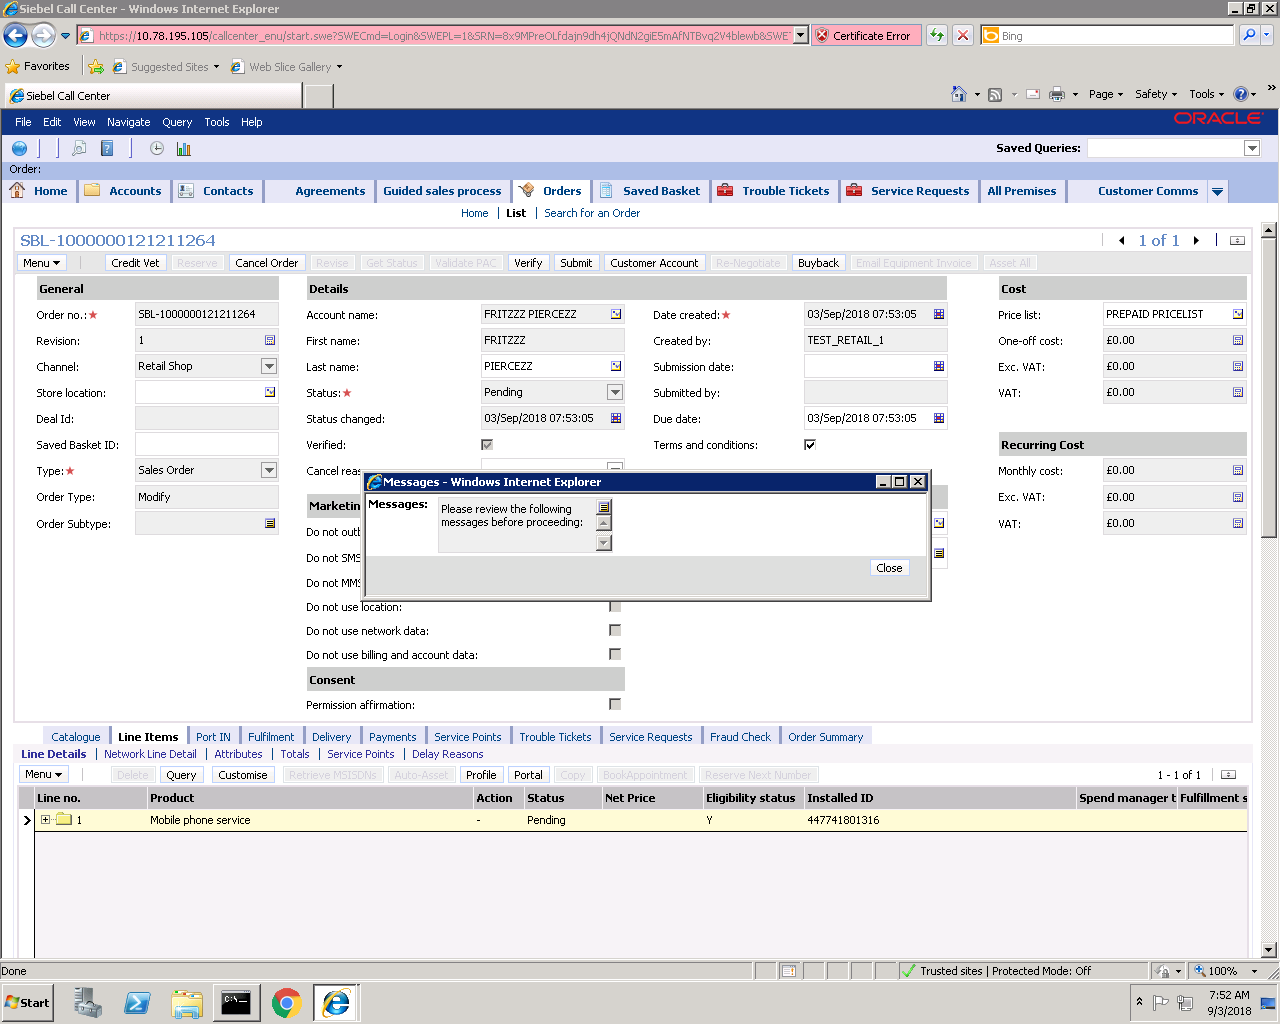 Siebel Call Center - Windows Internet Explorer
https://10.78.195.105/callcenter_enu/start.swe?SWECmd=Login&SWEPL=1&SRN= Certificate Error Bing
Favorites Suggested Sites Web Slice Gallery
Siebel Call Center Page Safety Tools
File Edit View Navigate Query Tools Help ORACLE
Saved Queries:
Order:
Home Accounts Contacts Agreements Guided sales process Orders Saved Basket Trouble Tickets Service Requests All Premises Customer Comms
Home List Search for an Order
SBL-1000000121211264 1 of 1
Menu Credit Vet Reserve Cancel Order Revise Get Status Validate PAC Verify Submit Customer Account Re-Negotiate Buyback Email Equipment Invoice Asset All
General Details Cost
Order no.:★ SBL-1000000121211264 Account name: FRITZZZ PIERCEZZ Date created:★ 03/Sep/2018 07:53:05 Price list: PREPAID PRICELIST
Revision: 1 First name: FRITZZZ Created by: TEST_RETAIL_1 One-off cost: £0.00
Channel: Retail Shop Last name: PIERCEZZ Submission date: Exc. VAT: £0.00
Store location: Status:★ Pending Submitted by: VAT: £0.00
Deal Id: Status changed: 03/Sep/2018 07:53:05 Due date: 03/Sep/2018 07:53:05
Saved Basket ID: Verified: Terms and conditions: Recurring Cost
Type:★ Sales Order Cancel reas Monthly cost: £0.00
Messages - Windows Internet Explorer
Order Type: Modify Exc. VAT: £0.00
Marketin Messages: Please review the following
messages before proceeding:
Order Subtype: VAT: £0.00
Do not outb
Do not SMS
Close
Do not MMS
Do not use location:
Do not use network data:
Do not use billing and account data:
Consent
Permission affirmation:
Catalogue Line Items Port IN Fulfilment Delivery Payments Service Points Trouble Tickets Service Requests Fraud Check Order Summary
Line Details Network Line Detail Attributes Totals Service Points Delay Reasons
Menu Delete Query Customise Retrieve MSISDNs Auto-Asset Profile Portal Copy BookAppointment Reserve Next Number 1 - 1 of 1
Line no. Product Action Status Net Price Eligibility status Installed ID Spend manager t Fulfillment s
1 Mobile phone service - Pending Y 447741801316
Done Trusted sites | Protected Mode: Off 100%
Start C:\ 7:52 AM
9/3/2018